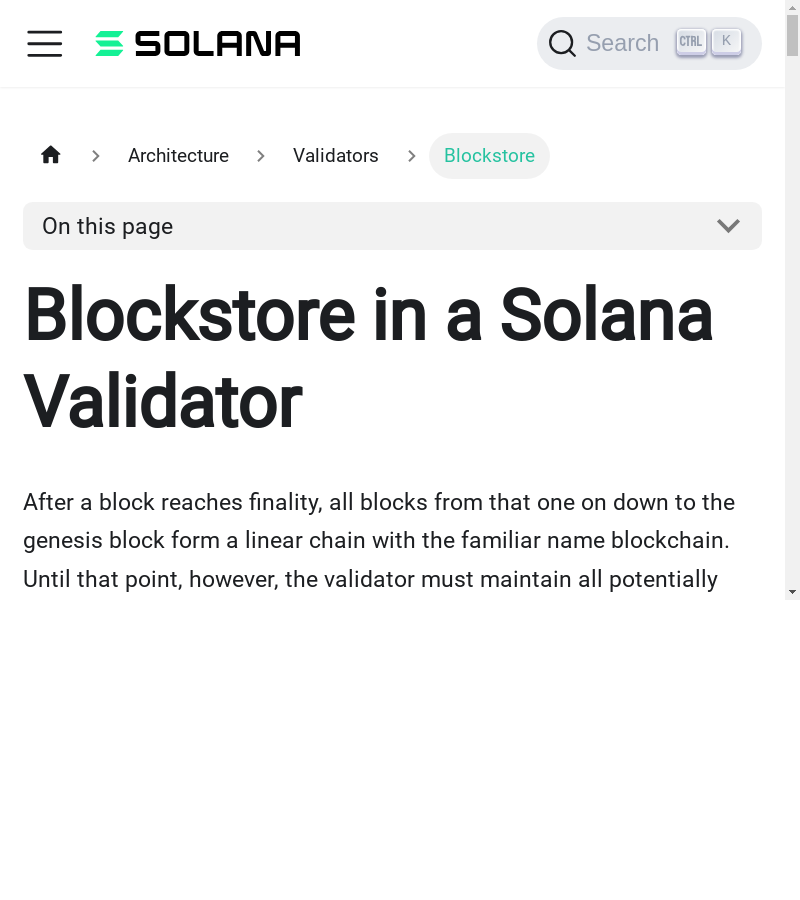 SOLANA
Search CTRL K
Architecture Validators Blockstore
On this page
Blockstore in a Solana
Validator
After a block reaches finality, all blocks from that one on down to the
genesis block form a linear chain with the familiar name blockchain.
Until that point, however, the validator must maintain all potentially